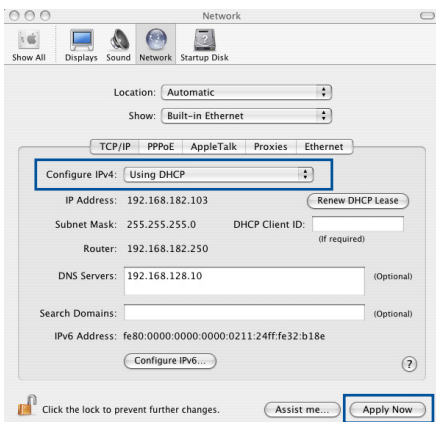 Network
Show All Displays Sound Network Startup Disk
Location: Automatic
Show: Built-in Ethernet
TCP/IP PPPoE AppleTalk Proxies Ethernet
Configure IPv4: Using DHCP
IP Address: 192.168.182.103 Renew DHCP Lease
Subnet Mask: 255.255.255.0 DHCP Client ID:
(If required)
Router: 192.168.182.250
DNS Servers: 192.168.128.10 (Optional)
Search Domains: (Optional)
IPv6 Address: fe80:0000:0000:0000:0211:24ff:fe32:b18e
Configure IPv6... ?
Click the lock to prevent further changes. Assist me... Apply Now